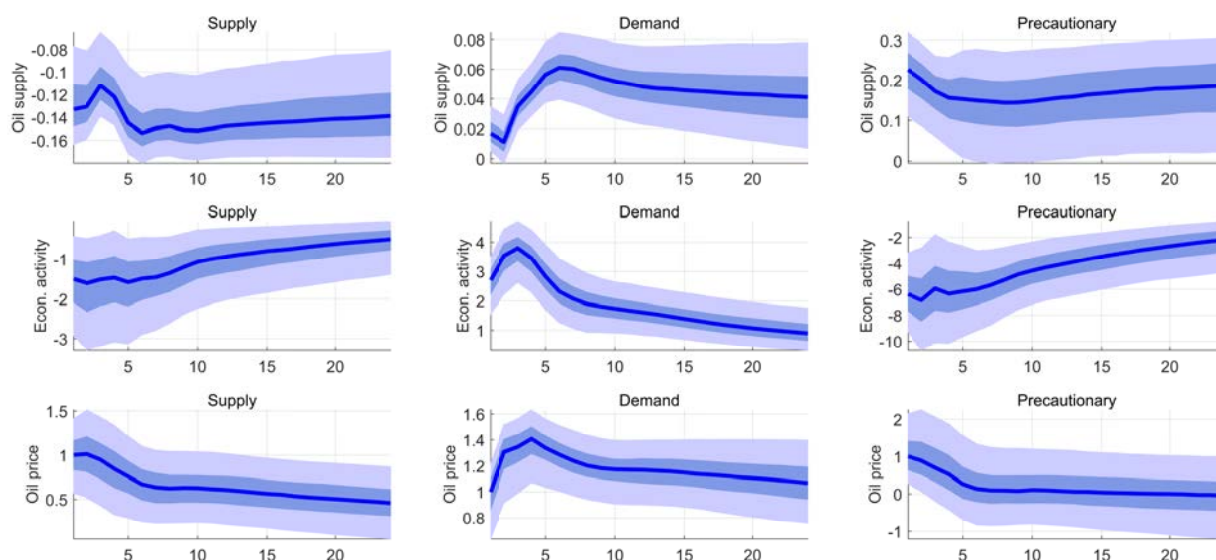 Supply
Demand
Precautionary
Oil supply
-0.08
-0.1
-0.12
-0.14
-0.16
5 10 15 20
Oil supply
0.08
0.06
0.04
0.02
0
5 10 15 20
Oil supply
0.3
0.2
0.1
0
5 10 15 20
Supply
Demand
Precautionary
Econ. activity
-1
-2
-3
5 10 15 20
Econ. activity
4
3
2
1
5 10 15 20
Econ. activity
-2
-4
-6
-8
-10
5 10 15 20
Supply
Demand
Precautionary
Oil price
1.5
1
0.5
5 10 15 20
Oil price
1.6
1.4
1.2
1
0.8
5 10 15 20
Oil price
2
1
0
-1
5 10 15 20